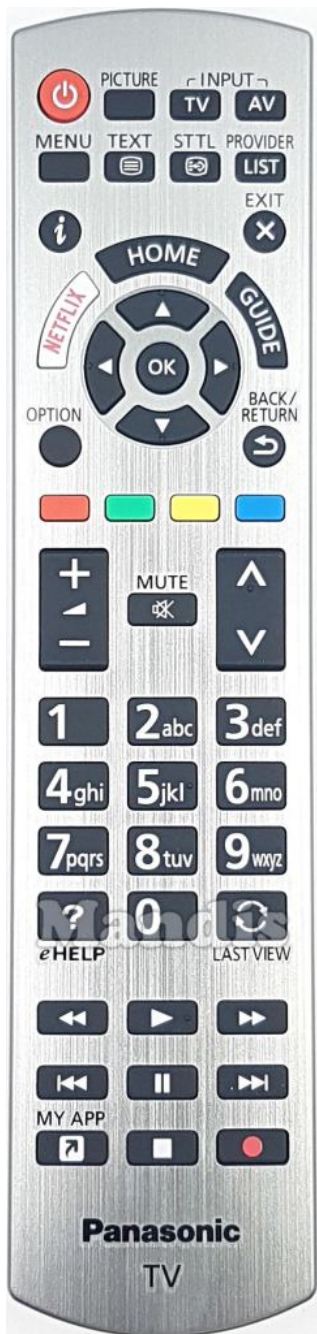 PICTURE INPUT
TV AV
MENU TEXT STTL PROVIDER
LIST
EXIT
i
HOME
NETFLIX
GUIDE
OK
OPTION
BACK/
RETURN
MUTE
1 2abc 3def
4ghi 5jkl 6mno
7pqrs 8tuv 9wxyz
? 0
Mandis
eHELP LAST VIEW
MY APP
Panasonic
TV